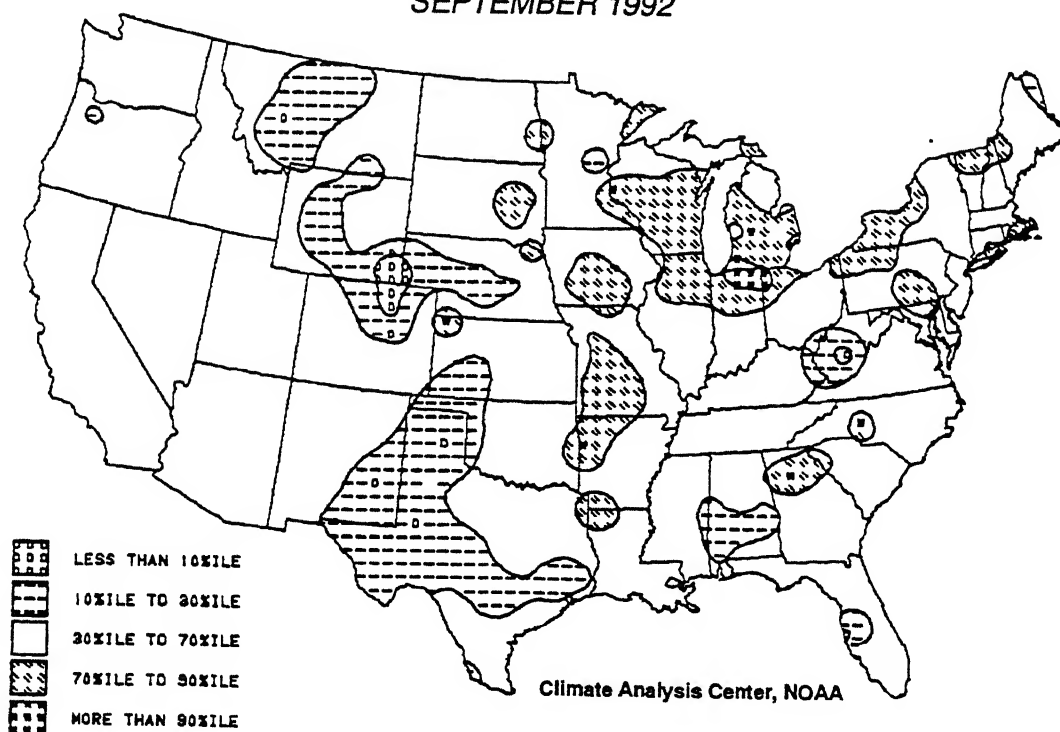 SEPTEMBER 1992
LESS THAN 10%ILE
10%ILE TO 30%ILE
30%ILE TO 70%ILE
70%ILE TO 90%ILE
MORE THAN 90%ILE
Climate Analysis Center, NOAA